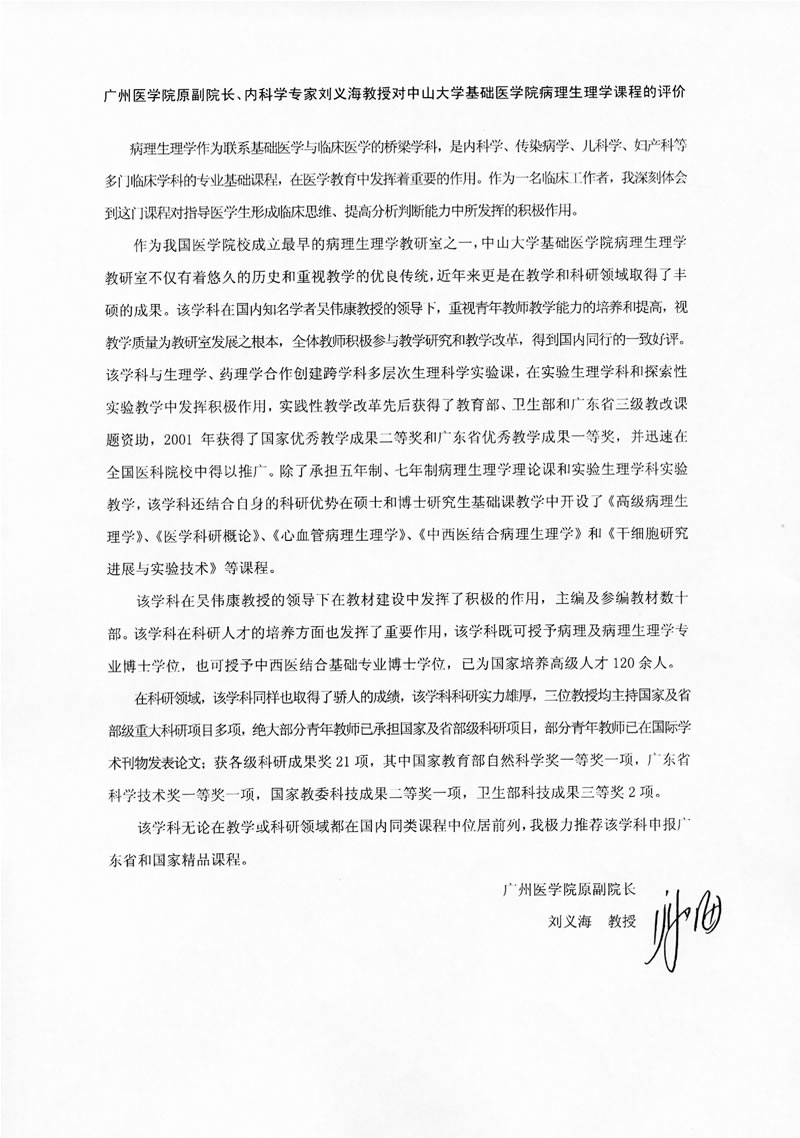 广州医学院原副院长、内科学专家刘义海教授对中山大学基础医学院病理生理学课程的评价
病理生理学作为联系基础医学与临床医学的桥梁学科，是内科学、传染病学、儿科学、妇产科等
多门临床学科的专业基础课程，在医学教育中发挥着重要的作用。作为一名临床工作者，我深刻体会
到这门课程对指导医学生形成临床思维、提高分析判断能力中所发挥的积极作用。
作为我国医学院校成立最早的病理生理学教研室之一，中山大学基础医学院病理生理学
教研室不仅有着悠久的历史和重视教学的优良传统，近年来更是在教学和科研领域取得了丰
硕的成果。该学科在国内知名学者吴伟康教授的领导下，重视青年教师教学能力的培养和提高，视
教学质量为教研室发展之根本，全体教师积极参与教学研究和教学改革，得到国内同行的一致好评。
该学科与生理学、药理学合作创建跨学科多层次生理科学实验课，在实验生理学科和探索性
实验教学中发挥积极作用，实践性教学改革先后获得了教育部、卫生部和广东省三级教改课
题资助，2001 年获得了国家优秀教学成果二等奖和广东省优秀教学成果一等奖，并迅速在
全国医科院校中得以推广。除了承担五年制、七年制病理生理学理论课和实验生理学科实验
教学，该学科还结合自身的科研优势在硕士和博士研究生基础课教学中开设了《高级病理生
理学》、《医学科研概论》、《心血管病理生理学》、《中西医结合病理生理学》和《干细胞研究
进展与实验技术》等课程。
该学科在吴伟康教授的领导下在教材建设中发挥了积极的作用，主编及参编教材数十
部。该学科在科研人才的培养方面也发挥了重要作用，该学科既可授予病理及病理生理学专
业博士学位，也可授予中西医结合基础专业博士学位，已为国家培养高级人才 120 余人。
在科研领域，该学科同样也取得了骄人的成绩，该学科科研实力雄厚，三位教授均主持国家及省
部级重大科研项目多项，绝大部分青年教师已承担国家及省部级科研项目，部分青年教师已在国际学
术刊物发表论文；获各级科研成果奖 21 项，其中国家教育部自然科学奖一等奖一项，广东省
科学技术奖一等奖一项，国家教委科技成果二等奖一项，卫生部科技成果三等奖 2 项。
该学科无论在教学或科研领域都在国内同类课程中位居前列，我极力推荐该学科申报广
东省和国家精品课程。
广州医学院原副院长
刘义海 教授